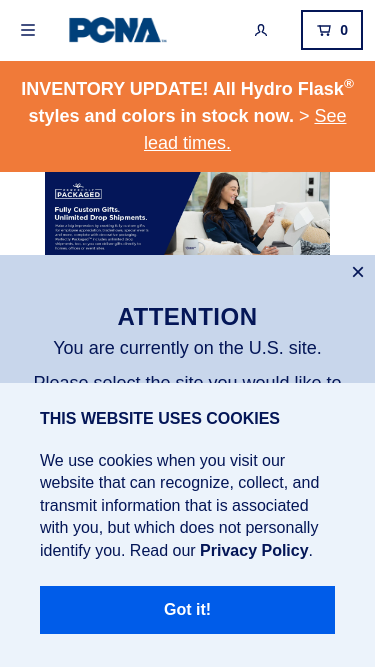 PCNA
0
INVENTORY UPDATE! All Hydro Flask®
styles and colors in stock now. > See
lead times.
PERFECTLY
PACKAGED
Fully Custom Gifts.
Unlimited Drop Shipments.
ATTENTION
You are currently on the U.S. site.
Please select the site you would like to
THIS WEBSITE USES COOKIES
We use cookies when you visit our
website that can recognize, collect, and
transmit information that is associated
with you, but which does not personally
identify you. Read our Privacy Policy.
Got it!